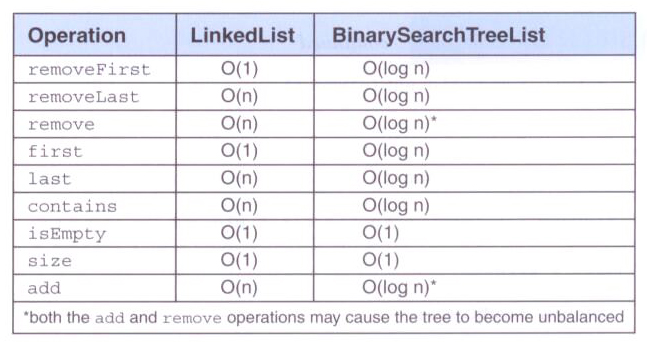 Operation LinkedList BinarySearchTreeList
removeFirst O(1) O(log n)
removeLast O(n) O(log n)
remove O(n) O(log n)*
first O(1) O(log n)
last O(n) O(log n)
contains O(n) O(log n)
isEmpty O(1) O(1)
size O(1) O(1)
add O(n) O(log n)*
*both the add and remove operations may cause the tree to become unbalanced